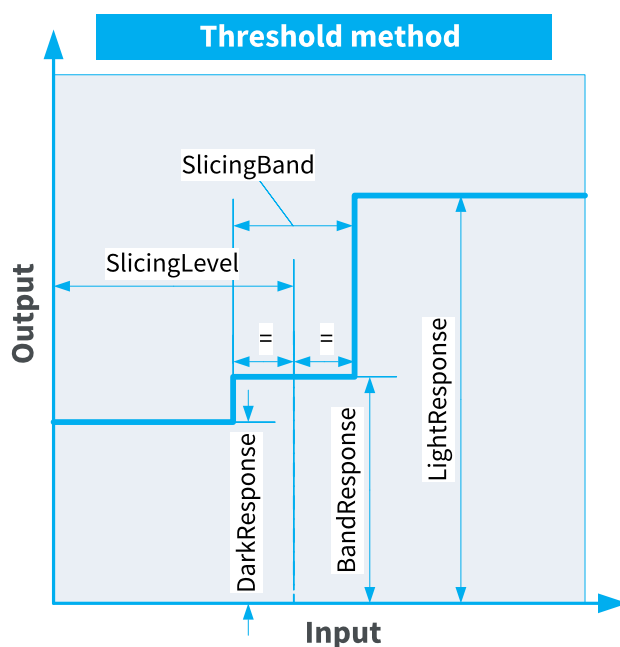 Threshold method
SlicingBand
SlicingLevel
Output
=
=
DarkResponse
BandResponse
LightResponse
Input